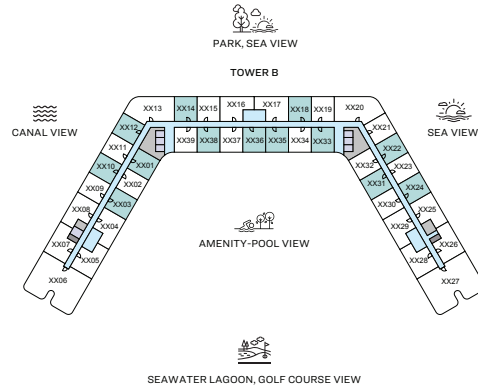 PARK, SEA VIEW
TOWER B
CANAL VIEW
SEA VIEW
XX13
XX14
XX15
XX16
XX17
XX18
XX19
XX20
XX12
XX39
XX38
XX37
XX36
XX35
XX34
XX33
XX21
XX11
XX22
XX10
XX01
XX32
XX23
XX09
XX02
XX31
XX24
XX08
XX03
XX30
XX25
XX07
XX04
XX29
XX26
XX06
XX05
XX28
XX27
AMENITY-POOL VIEW
SEAWATER LAGOON, GOLF COURSE VIEW